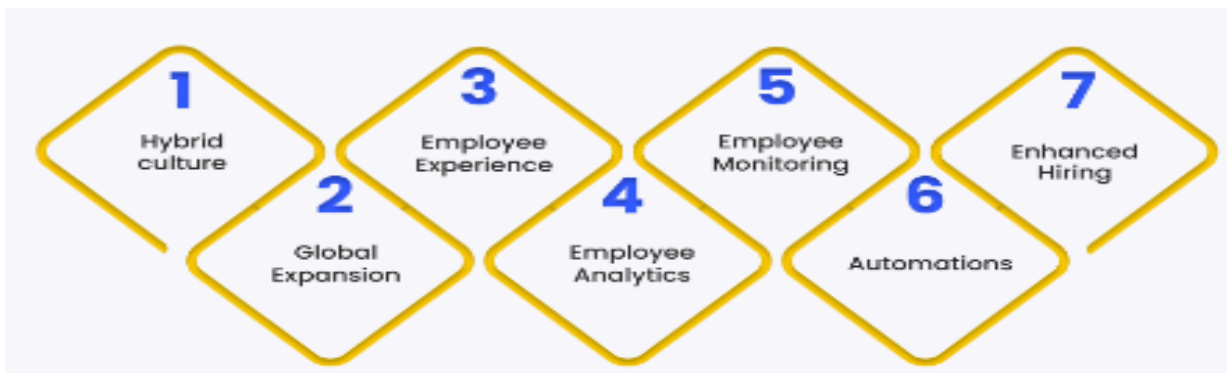 1
Hybrid
culture
2
Global
Expansion
3
Employee
Experience
4
Employee
Analytics
5
Employee
Monitoring
6
Automations
7
Enhanced
Hiring